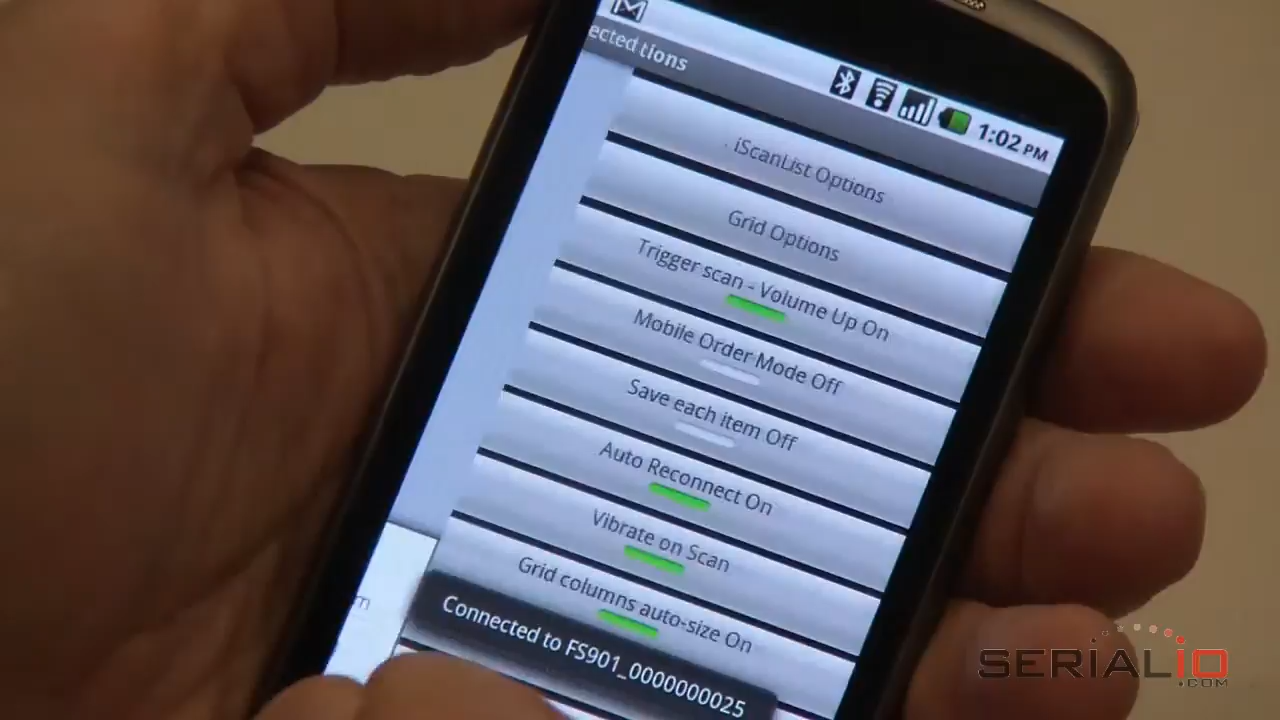 ected tions
1:02 PM
iScanList Options
Grid Options
Trigger scan - Volume Up On
Mobile Order Mode Off
Save each item Off
Auto Reconnect On
Vibrate on Scan
Grid columns auto-size On
Connected to FS901_0000000025
SERIALIO
.COM